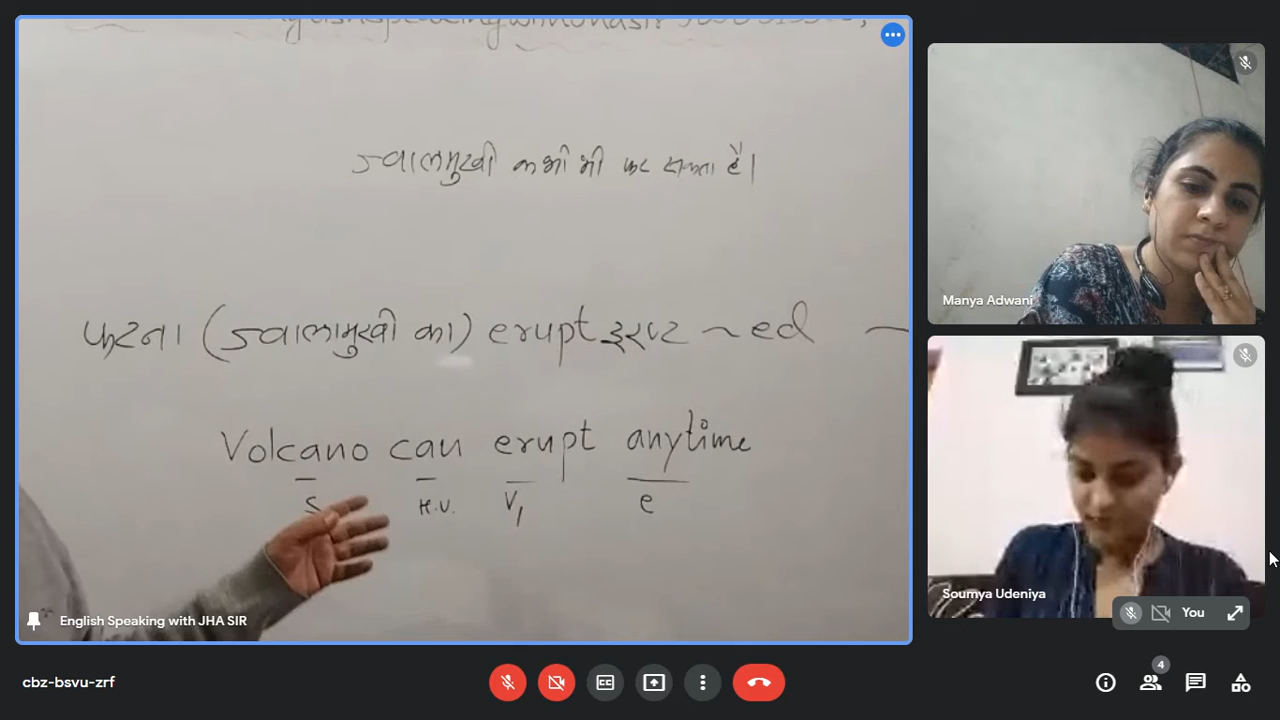 ज्वालामुखी कभी भी फट सकता है।
फटना (ज्वालामुखी का) erupt इरप्ट ~ed ~
Volcano can erupt anytime
S H.V. V1 e
English Speaking with JHA SIR
Manya Adwani
Soumya Udeniya
You
cbz-bsvu-zrf
CC
4